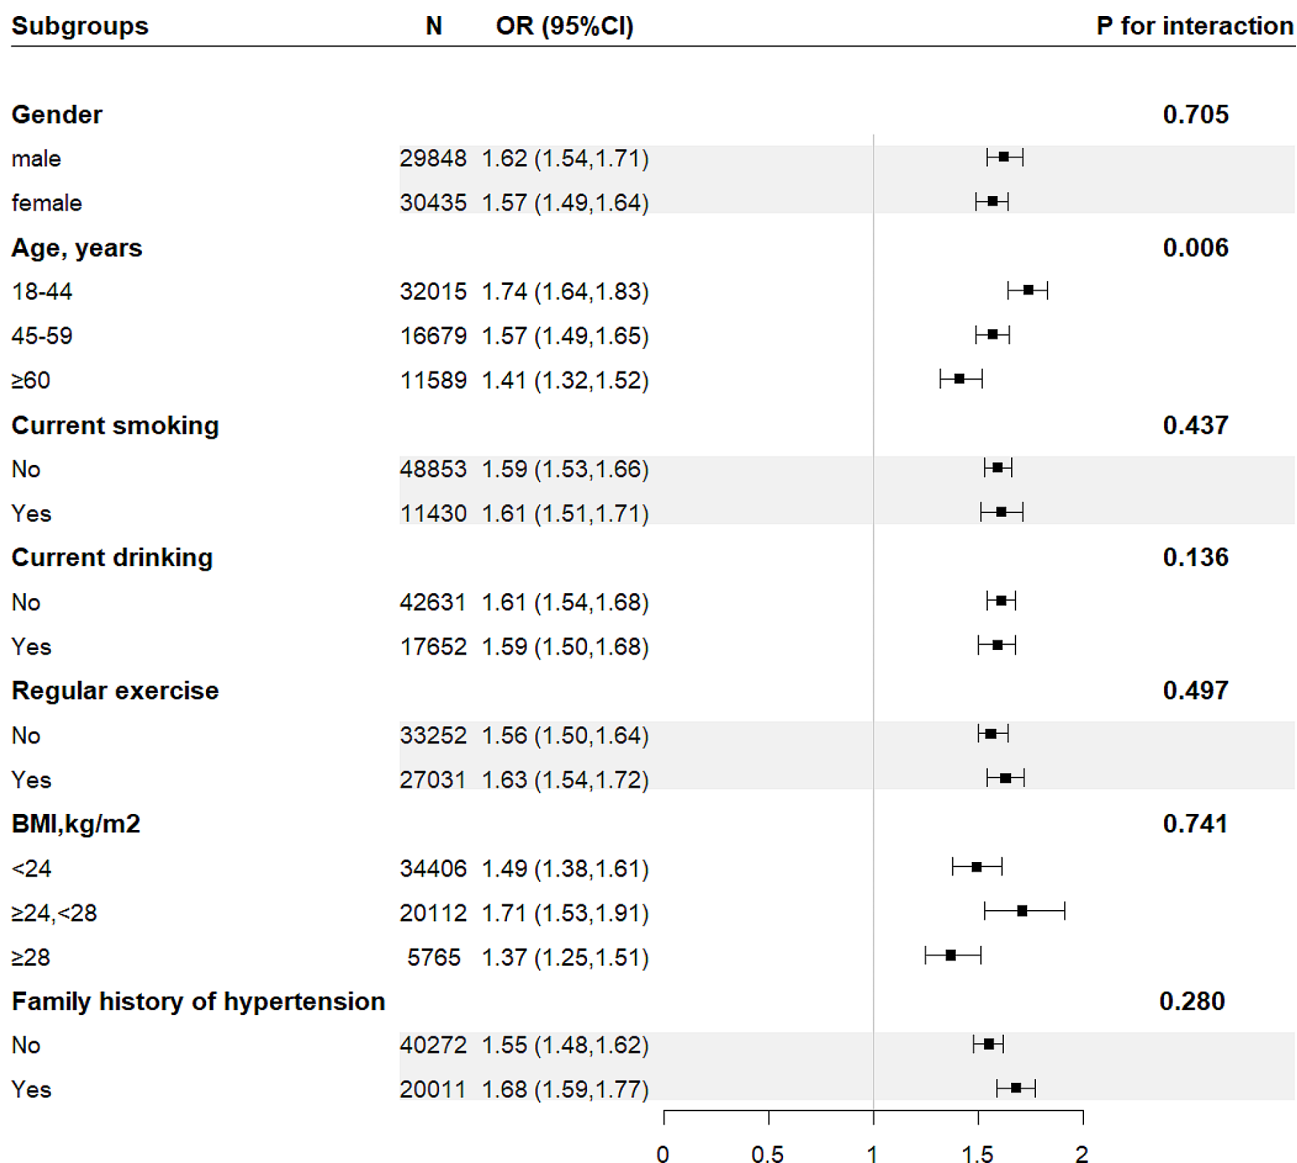 Subgroups N OR (95%CI) P for interaction
Gender 0.705
male 29848 1.62 (1.54,1.71)
female 30435 1.57 (1.49,1.64)
Age, years 0.006
18-44 32015 1.74 (1.64,1.83)
45-59 16679 1.57 (1.49,1.65)
≥60 11589 1.41 (1.32,1.52)
Current smoking 0.437
No 48853 1.59 (1.53,1.66)
Yes 11430 1.61 (1.51,1.71)
Current drinking 0.136
No 42631 1.61 (1.54,1.68)
Yes 17652 1.59 (1.50,1.68)
Regular exercise 0.497
No 33252 1.56 (1.50,1.64)
Yes 27031 1.63 (1.54,1.72)
BMI,kg/m2 0.741
<24 34406 1.49 (1.38,1.61)
≥24,<28 20112 1.71 (1.53,1.91)
≥28 5765 1.37 (1.25,1.51)
Family history of hypertension 0.280
No 40272 1.55 (1.48,1.62)
Yes 20011 1.68 (1.59,1.77)
0 0.5 1 1.5 2